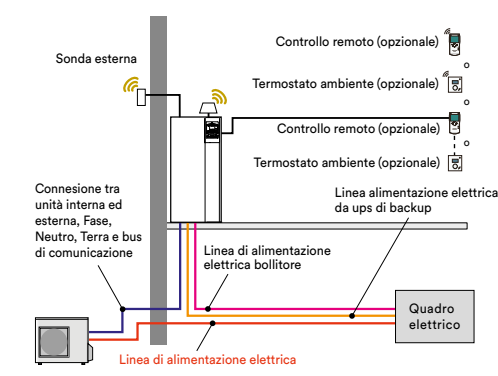 Controllo remoto (opzionale)
o
Sonda esterna
Termostato ambiente (opzionale)
o
Controllo remoto (opzionale)
o
Termostato ambiente (opzionale)
Connesione tra
unità interna ed
esterna, Fase,
Neutro, Terra e bus
di comunicazione
Linea alimentazione elettrica
da ups di backup
Linea di alimentazione
elettrica bollitore
Quadro
elettrico
Linea di alimentazione elettrica